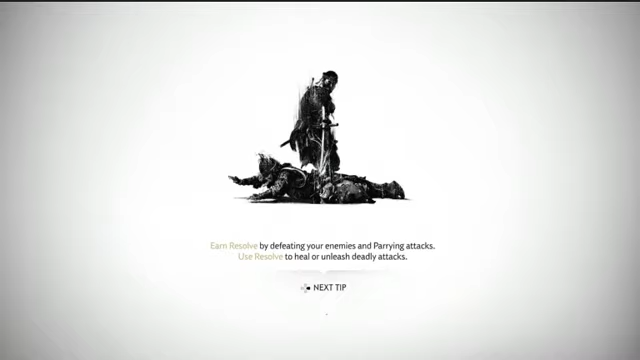 Earn Resolve by defeating your enemies and Parrying attacks.
Use Resolve to heal or unleash deadly attacks.
NEXT TIP